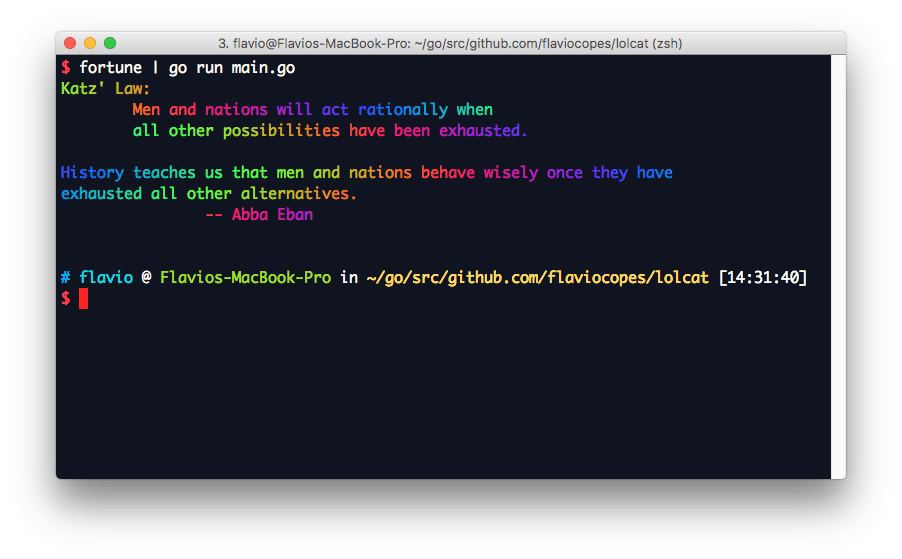 3. flavio@Flavios-MacBook-Pro: ~/go/src/github.com/flaviocopes/lolcat (zsh)
$ fortune | go run main.go
Katz' Law:
Men and nations will act rationally when
all other possibilities have been exhausted.
History teaches us that men and nations behave wisely once they have
exhausted all other alternatives.
-- Abba Eban
# flavio @ Flavios-MacBook-Pro in ~/go/src/github.com/flaviocopes/lolcat [14:31:40]
$